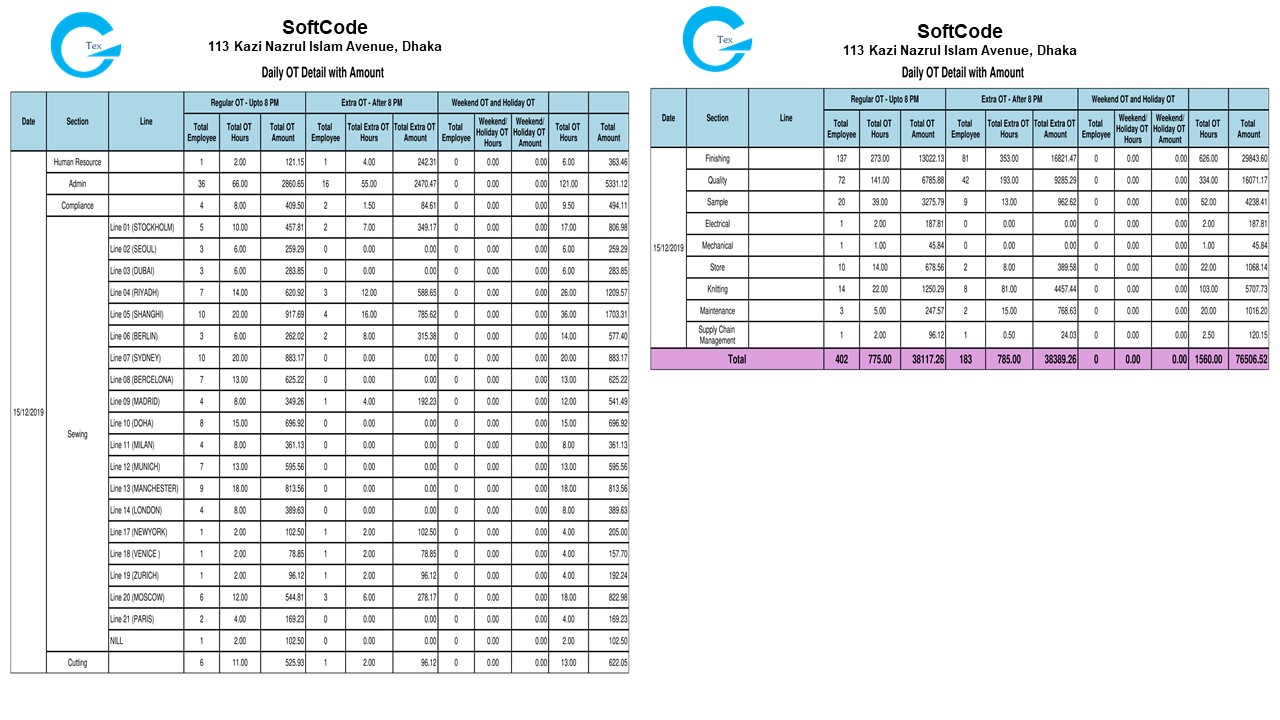 Tex
SoftCode
113 Kazi Nazrul Islam Avenue, Dhaka
Daily OT Detail with Amount
Date Section Line Regular OT - Upto 8 PM Extra OT - After 8 PM Weekend OT and Holiday OT
Total Employee Total OT Hours Total OT Amount Total Employee Total Extra OT Hours Total Extra OT Amount Total Employee Weekend/ Holiday OT Hours Weekend/ Holiday OT Amount Total OT Hours Total Amount
15/12/2019
Human Resource 1 2.00 121.15 1 4.00 242.31 0 0.00 0.00 6.00 363.46
Admin 36 66.00 2860.65 16 55.00 2470.47 0 0.00 0.00 121.00 5331.12
Compliance 4 8.00 409.50 2 1.50 84.61 0 0.00 0.00 9.50 494.11
Sewing
Line 01 (STOCKHOLM) 5 10.00 457.81 2 7.00 349.17 0 0.00 0.00 17.00 806.98
Line 02 (SEOUL) 3 6.00 259.29 0 0.00 0.00 0 0.00 0.00 6.00 259.29
Line 03 (DUBAI) 3 6.00 283.85 0 0.00 0.00 0 0.00 0.00 6.00 283.85
Line 04 (RIYADH) 7 14.00 620.92 3 12.00 588.65 0 0.00 0.00 26.00 1209.57
Line 05 (SHANGHI) 10 20.00 917.69 4 16.00 785.62 0 0.00 0.00 36.00 1703.31
Line 06 (BERLIN) 3 6.00 262.02 2 8.00 315.38 0 0.00 0.00 14.00 577.40
Line 07 (SYDNEY) 10 20.00 883.17 0 0.00 0.00 0 0.00 0.00 20.00 883.17
Line 08 (BERCELONA) 7 13.00 625.22 0 0.00 0.00 0 0.00 0.00 13.00 625.22
Line 09 (MADRID) 4 8.00 349.26 1 4.00 192.23 0 0.00 0.00 12.00 541.49
Line 10 (DOHA) 8 15.00 696.92 0 0.00 0.00 0 0.00 0.00 15.00 696.92
Line 11 (MILAN) 4 8.00 361.13 0 0.00 0.00 0 0.00 0.00 8.00 361.13
Line 12 (MUNICH) 7 13.00 595.56 0 0.00 0.00 0 0.00 0.00 13.00 595.56
Line 13 (MANCHESTER) 9 18.00 813.56 0 0.00 0.00 0 0.00 0.00 18.00 813.56
Line 14 (LONDON) 4 8.00 389.63 0 0.00 0.00 0 0.00 0.00 8.00 389.63
Line 17 (NEWYORK) 1 2.00 102.50 1 2.00 102.50 0 0.00 0.00 4.00 205.00
Line 18 (VENICE ) 1 2.00 78.85 1 2.00 78.85 0 0.00 0.00 4.00 157.70
Line 19 (ZURICH) 1 2.00 96.12 1 2.00 96.12 0 0.00 0.00 4.00 192.24
Line 20 (MOSCOW) 6 12.00 544.81 3 6.00 278.17 0 0.00 0.00 18.00 822.98
Line 21 (PARIS) 2 4.00 169.23 0 0.00 0.00 0 0.00 0.00 4.00 169.23
NILL 1 2.00 102.50 0 0.00 0.00 0 0.00 0.00 2.00 102.50
Cutting 6 11.00 525.93 1 2.00 96.12 0 0.00 0.00 13.00 622.05
Tex
SoftCode
113 Kazi Nazrul Islam Avenue, Dhaka
Daily OT Detail with Amount
Date Section Line Regular OT - Upto 8 PM Extra OT - After 8 PM Weekend OT and Holiday OT
Total Employee Total OT Hours Total OT Amount Total Employee Total Extra OT Hours Total Extra OT Amount Total Employee Weekend/ Holiday OT Hours Weekend/ Holiday OT Amount Total OT Hours Total Amount
15/12/2019
Finishing 137 273.00 13022.13 81 353.00 16821.47 0 0.00 0.00 626.00 29843.60
Quality 72 141.00 6785.88 42 193.00 9285.29 0 0.00 0.00 334.00 16071.17
Sample 20 39.00 3275.79 9 13.00 962.62 0 0.00 0.00 52.00 4238.41
Electrical 1 2.00 187.81 0 0.00 0.00 0 0.00 0.00 2.00 187.81
Mechanical 1 1.00 45.84 0 0.00 0.00 0 0.00 0.00 1.00 45.84
Store 10 14.00 678.56 2 8.00 389.58 0 0.00 0.00 22.00 1068.14
Knitting 14 22.00 1250.29 8 81.00 4457.44 0 0.00 0.00 103.00 5707.73
Maintenance 3 5.00 247.57 2 15.00 768.63 0 0.00 0.00 20.00 1016.20
Supply Chain Management 1 2.00 96.12 1 0.50 24.03 0 0.00 0.00 2.50 120.15
Total 402 775.00 38117.26 183 785.00 38389.26 0 0.00 0.00 1560.00 76506.52